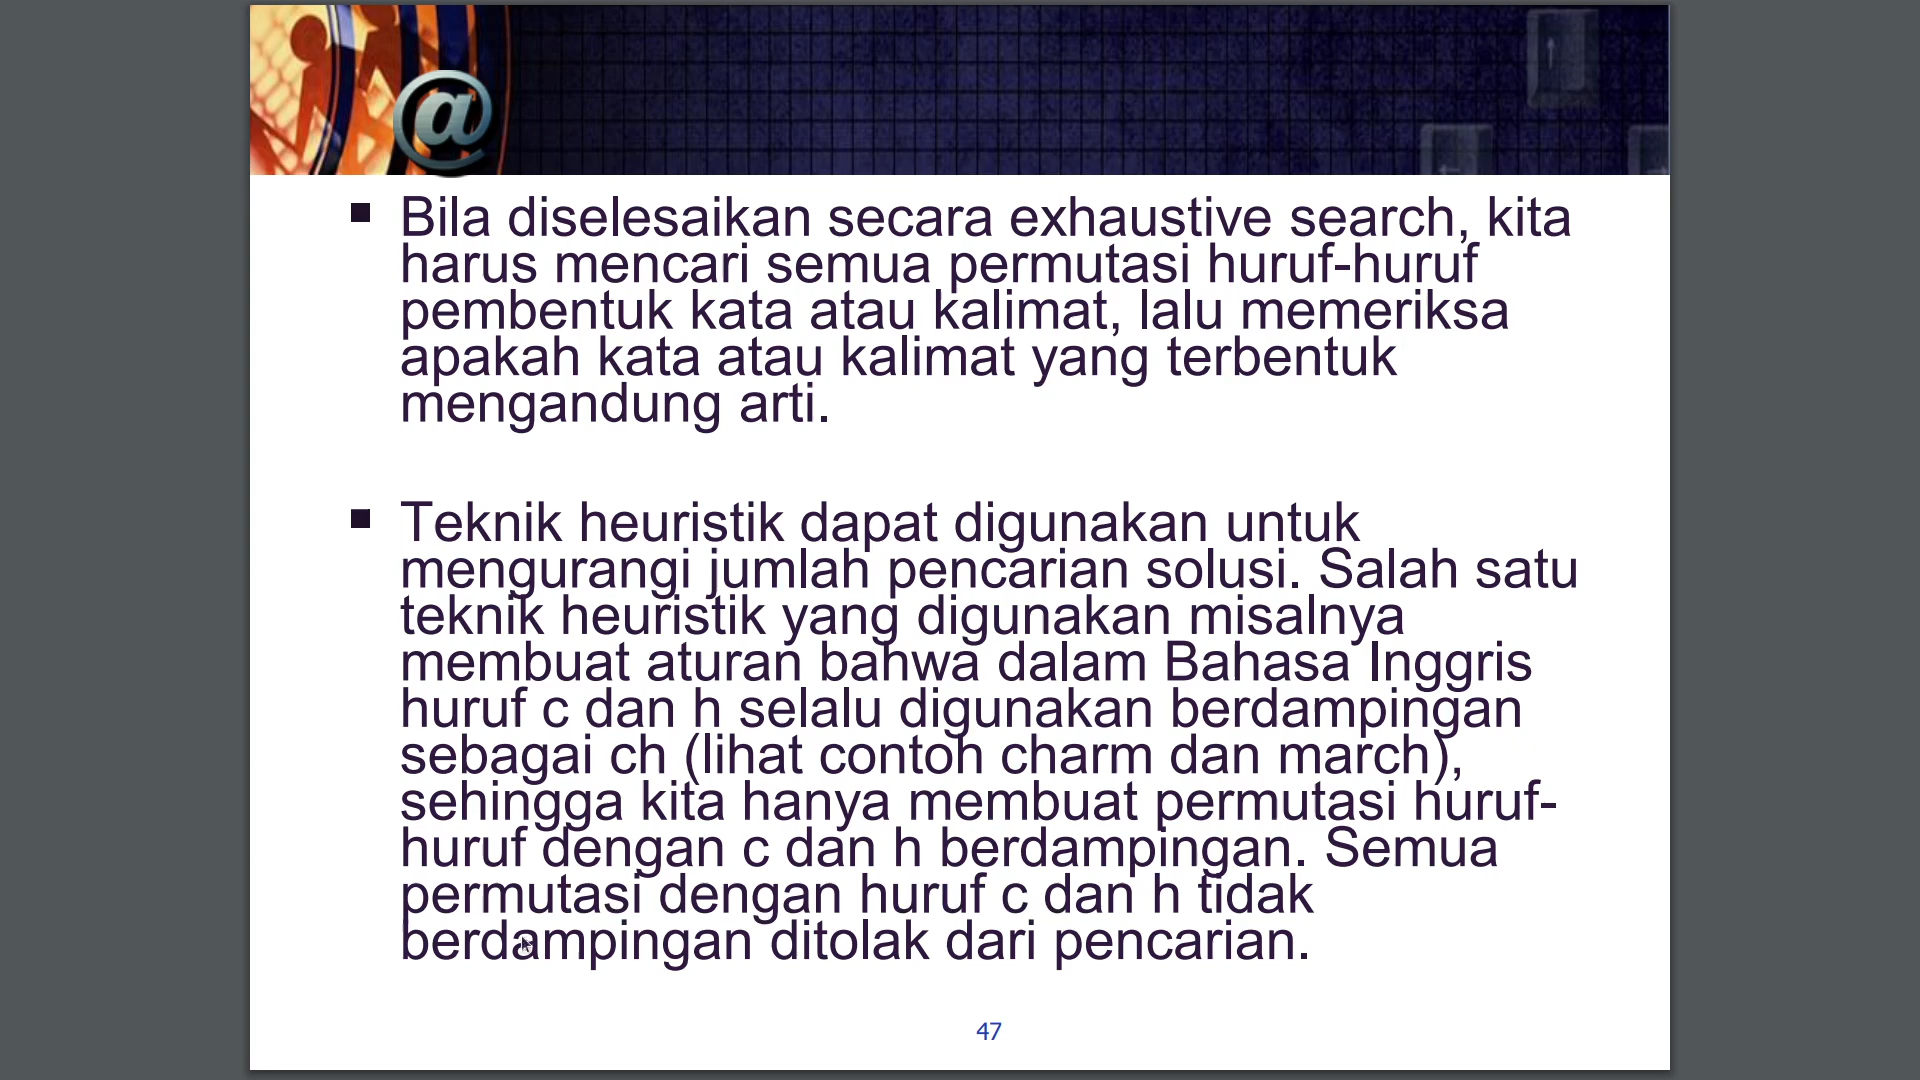 Bila diselesaikan secara exhaustive search, kita
harus mencari semua permutasi huruf-huruf
pembentuk kata atau kalimat, lalu memeriksa
apakah kata atau kalimat yang terbentuk
mengandung arti.
Teknik heuristik dapat digunakan untuk
mengurangi jumlah pencarian solusi. Salah satu
teknik heuristik yang digunakan misalnya
membuat aturan bahwa dalam Bahasa Inggris
huruf c dan h selalu digunakan berdampingan
sebagai ch (lihat contoh charm dan march),
sehingga kita hanya membuat permutasi huruf-
huruf dengan c dan h berdampingan. Semua
permutasi dengan huruf c dan h tidak
berdampingan ditolak dari pencarian.
47